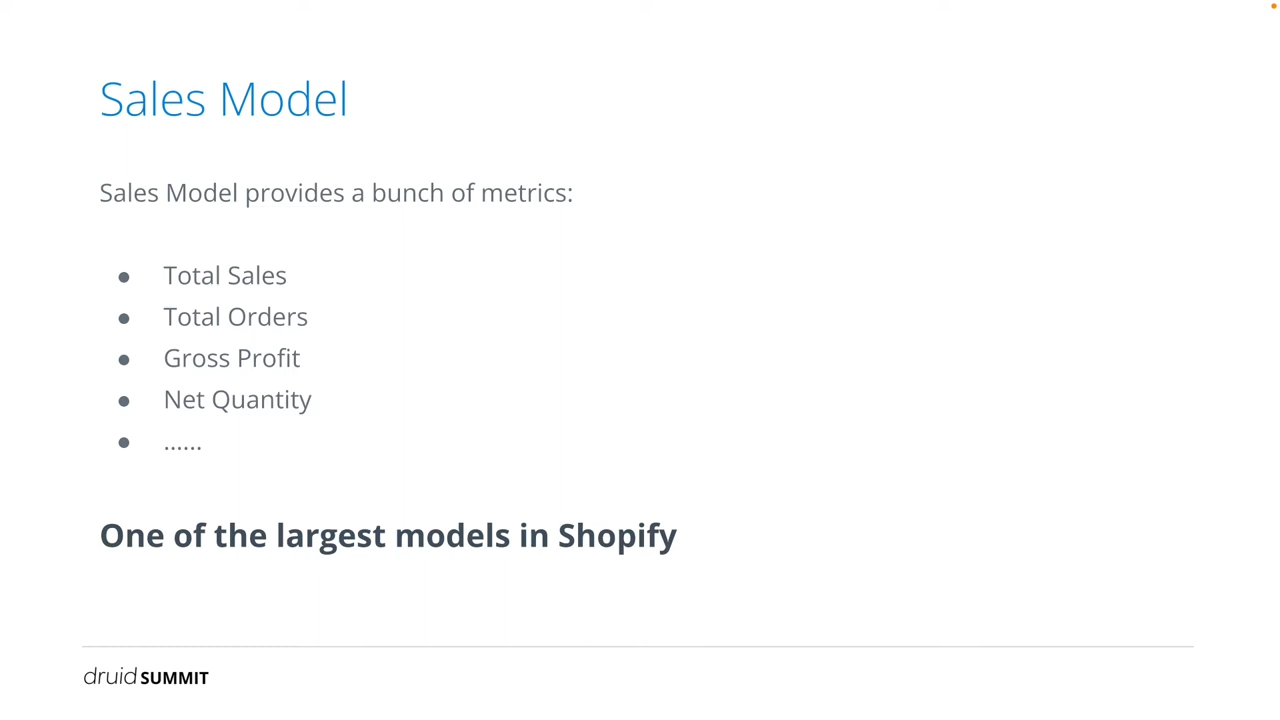 Sales Model
Sales Model provides a bunch of metrics:
● Total Sales
● Total Orders
● Gross Profit
● Net Quantity
● ......
One of the largest models in Shopify
druid SUMMIT